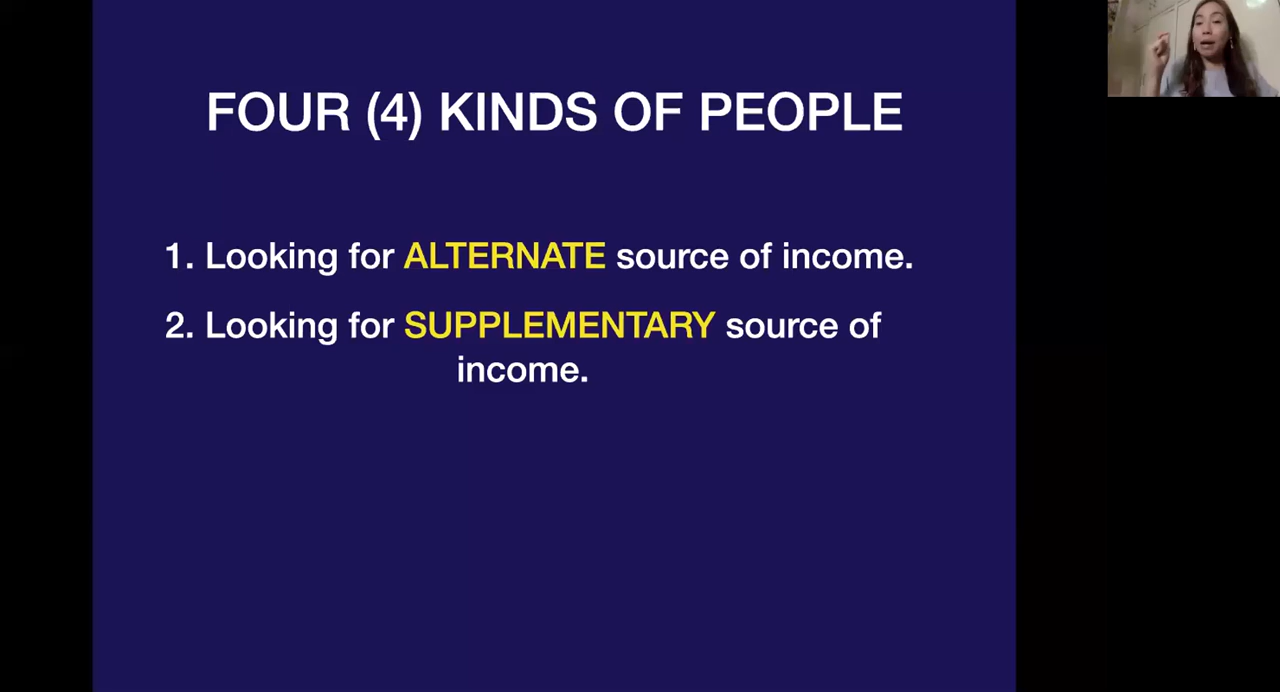 FOUR (4) KINDS OF PEOPLE
1. Looking for ALTERNATE source of income.
2. Looking for SUPPLEMENTARY source of
income.